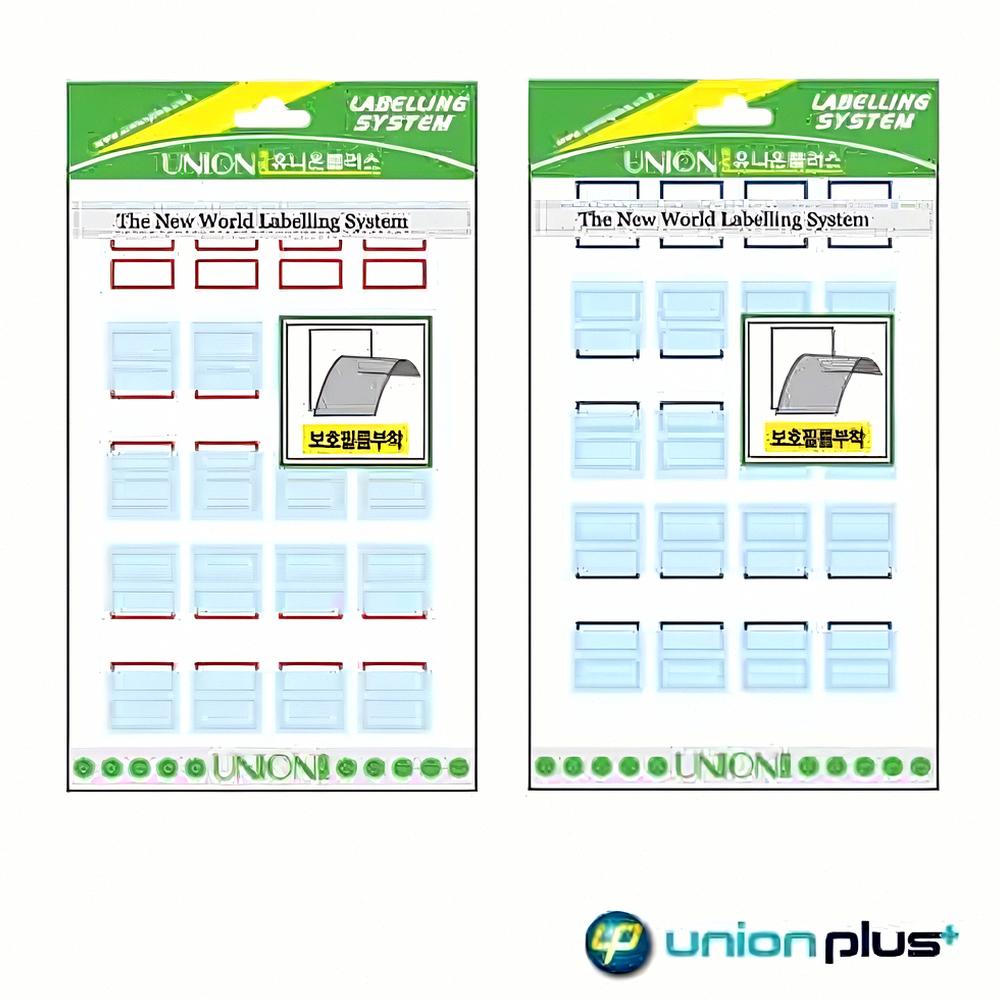 LABELLING
SYSTEM
UNION 유니온플러스
The New World Labelling System
보호필름부착
UNION
LABELLING
SYSTEM
UNION 유니온플러스
The New World Labelling System
보호필름부착
UNION
union plus+